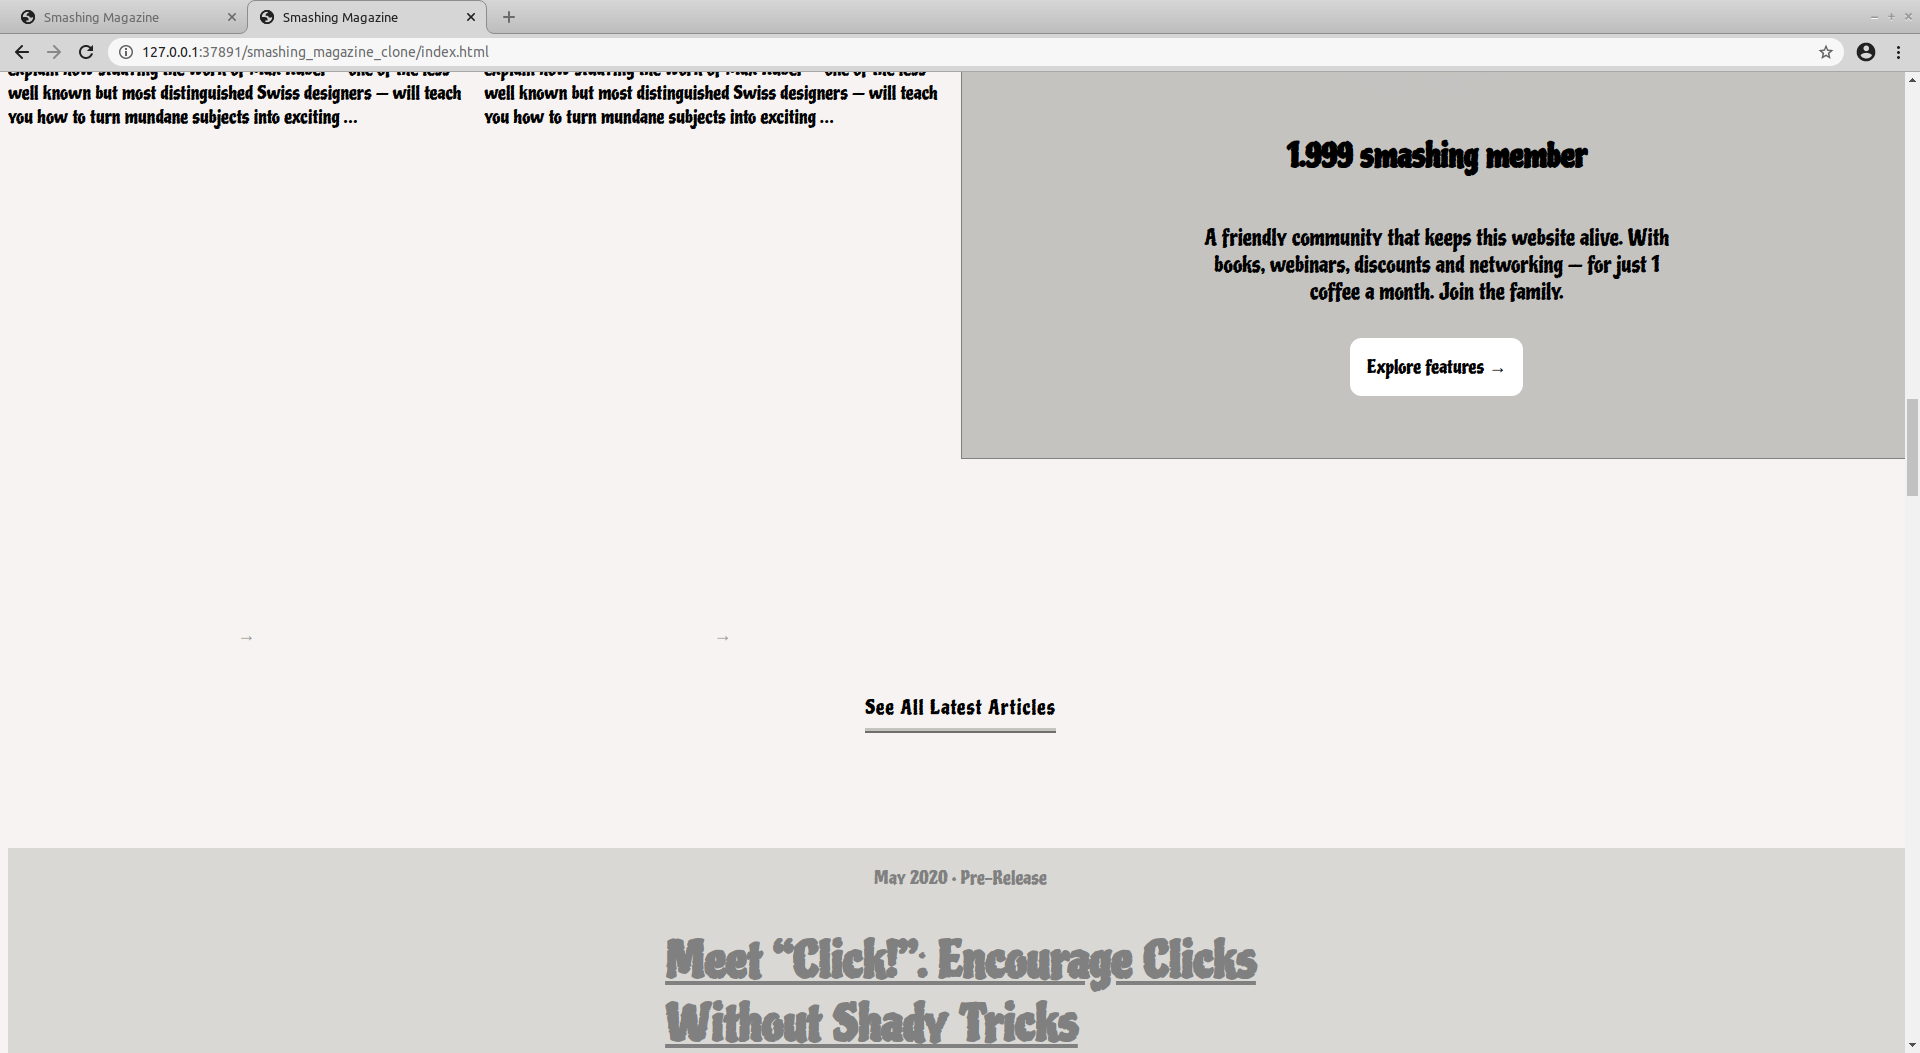 Smashing Magazine
Smashing Magazine
127.0.0.1:37891/smashing_magazine_clone/index.html
well known but most distinguished Swiss designers — will teach
you how to turn mundane subjects into exciting ...
well known but most distinguished Swiss designers — will teach
you how to turn mundane subjects into exciting ...
1.999 smashing member
A friendly community that keeps this website alive. With
books, webinars, discounts and networking — for just 1
coffee a month. Join the family.
Explore features →
→
→
See All Latest Articles
May 2020 • Pre-Release
Meet “Click!”: Encourage Clicks
Without Shady Tricks